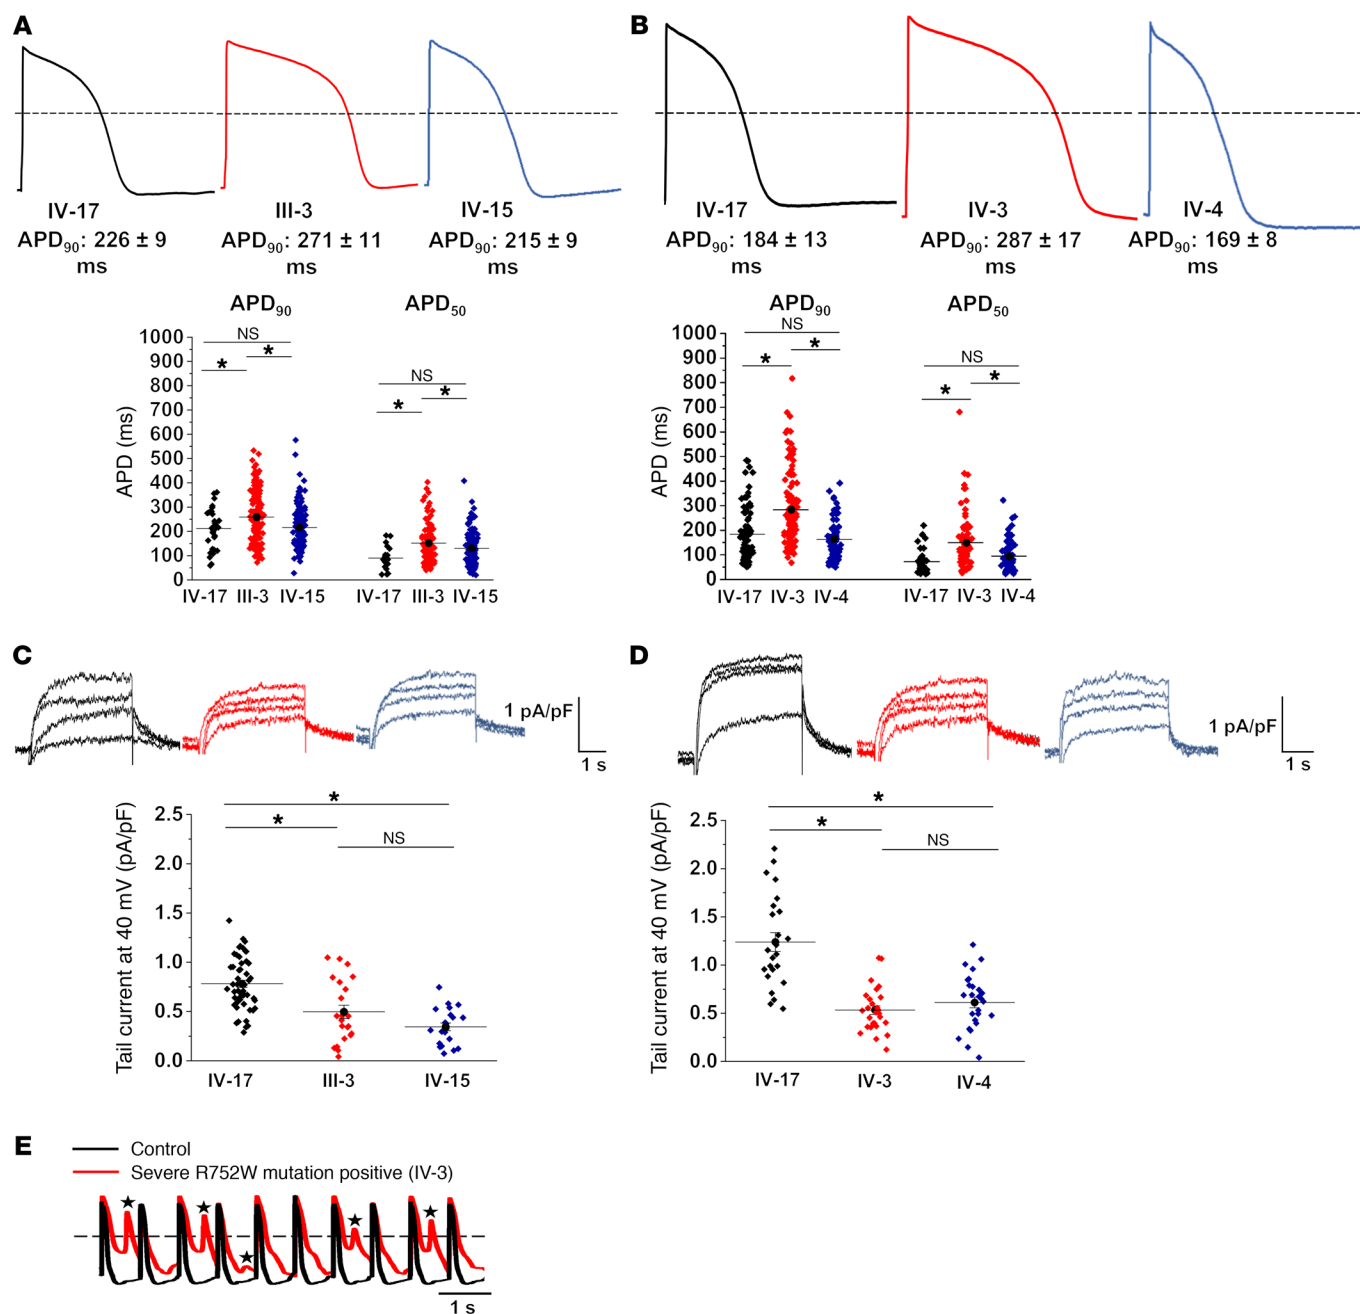 A
IV-17
III-3
IV-15
APD90: 226 ± 9
ms
APD90: 271 ± 11
ms
APD90: 215 ± 9
ms
APD90
APD50
NS
*
*
NS
*
*
APD (ms)
1000
900
800
700
600
500
400
300
200
100
0
IV-17
III-3
IV-15
IV-17
III-3
IV-15
B
IV-17
IV-3
IV-4
APD90: 184 ± 13
ms
APD90: 287 ± 17
ms
APD90: 169 ± 8
ms
APD90
APD50
NS
*
*
NS
*
*
APD (ms)
1000
900
800
700
600
500
400
300
200
100
0
IV-17
IV-3
IV-4
IV-17
IV-3
IV-4
C
1 pA/pF
1 s
*
*
NS
Tail current at 40 mV (pA/pF)
2.5
2.0
1.5
1.0
0.5
0.0
IV-17
III-3
IV-15
D
1 pA/pF
1 s
*
*
NS
Tail current at 40 mV (pA/pF)
2.5
2.0
1.5
1.0
0.5
0.0
IV-17
IV-3
IV-4
E
Control
Severe R752W mutation positive (IV-3)
1 s